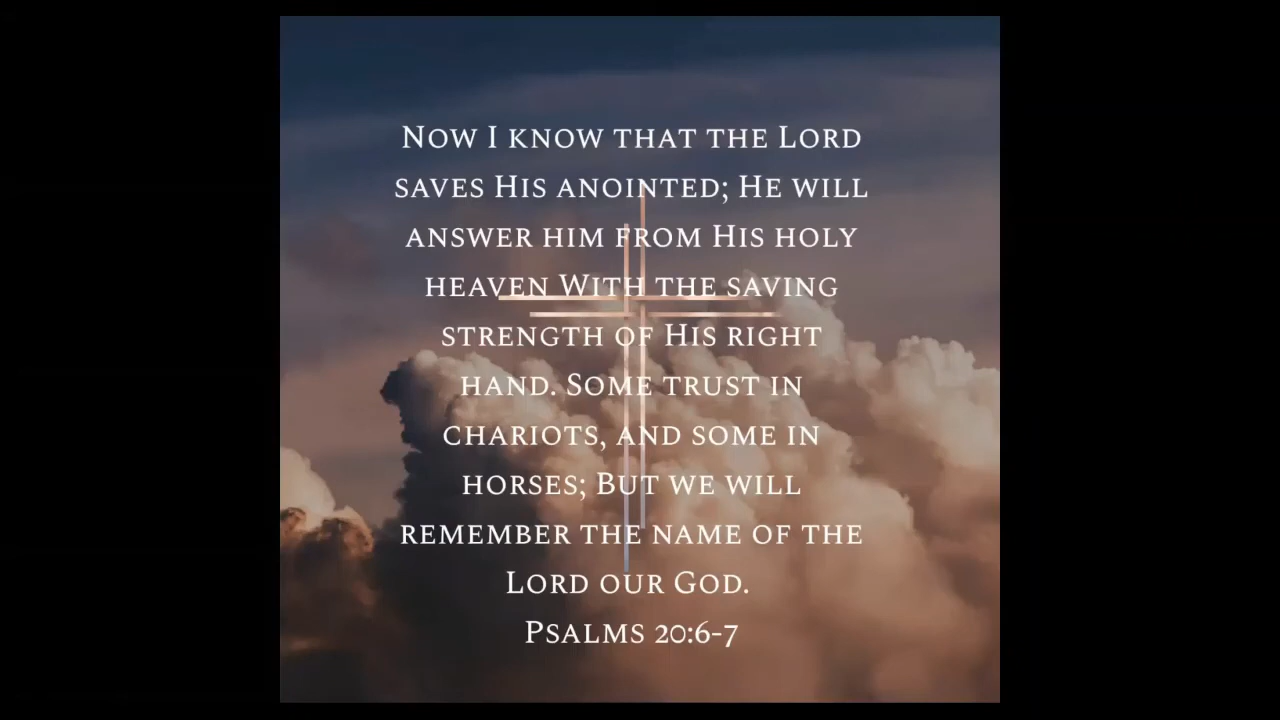 Now I know that the Lord
saves His anointed; He will
answer him from His holy
heaven With the saving
strength of His right
hand. Some trust in
chariots, and some in
horses; But we will
remember the name of the
Lord our God.
Psalms 20:6-7